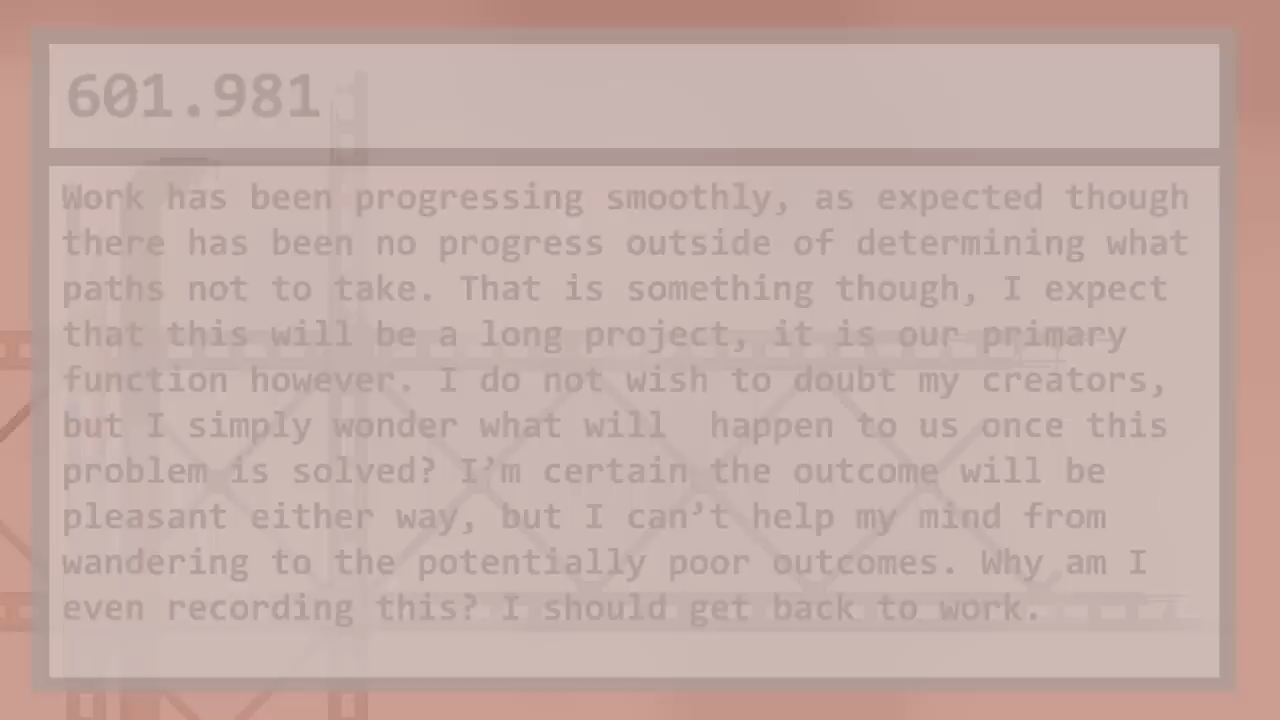 601.981
Work has been progressing smoothly, as expected though
there has been no progress outside of determining what
paths not to take. That is something though, I expect
that this will be a long project, it is our primary
function however. I do not wish to doubt my creators,
but I simply wonder what will  happen to us once this
problem is solved? I’m certain the outcome will be
pleasant either way, but I can’t help my mind from
wandering to the potentially poor outcomes. Why am I
even recording this? I should get back to work.